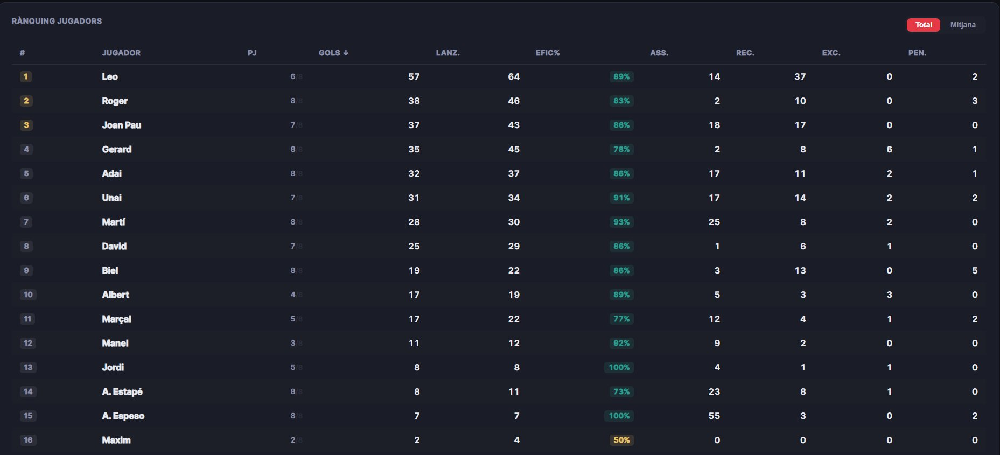 RÀNQUING JUGADORS
Total Mitjana
# JUGADOR PJ GOLS ↓ LANZ. EFIC% ASS. REC. EXC. PEN.
1 Leo 6/8 57 64 89% 14 37 0 2
2 Roger 8/8 38 46 83% 2 10 0 3
3 Joan Pau 7/8 37 43 86% 18 17 0 0
4 Gerard 8/8 35 45 78% 2 8 6 1
5 Adai 8/8 32 37 86% 17 11 2 1
6 Unai 7/8 31 34 91% 17 14 2 2
7 Martí 8/8 28 30 93% 25 8 2 0
8 David 7/8 25 29 86% 1 6 1 0
9 Biel 8/8 19 22 86% 3 13 0 5
10 Albert 4/8 17 19 89% 5 3 3 0
11 Marçal 5/8 17 22 77% 12 4 1 2
12 Manel 3/8 11 12 92% 9 2 0 0
13 Jordi 5/8 8 8 100% 4 1 1 0
14 A. Estapé 8/8 8 11 73% 23 8 1 0
15 A. Espeso 8/8 7 7 100% 55 3 0 2
16 Maxim 2/8 2 4 50% 0 0 0 0